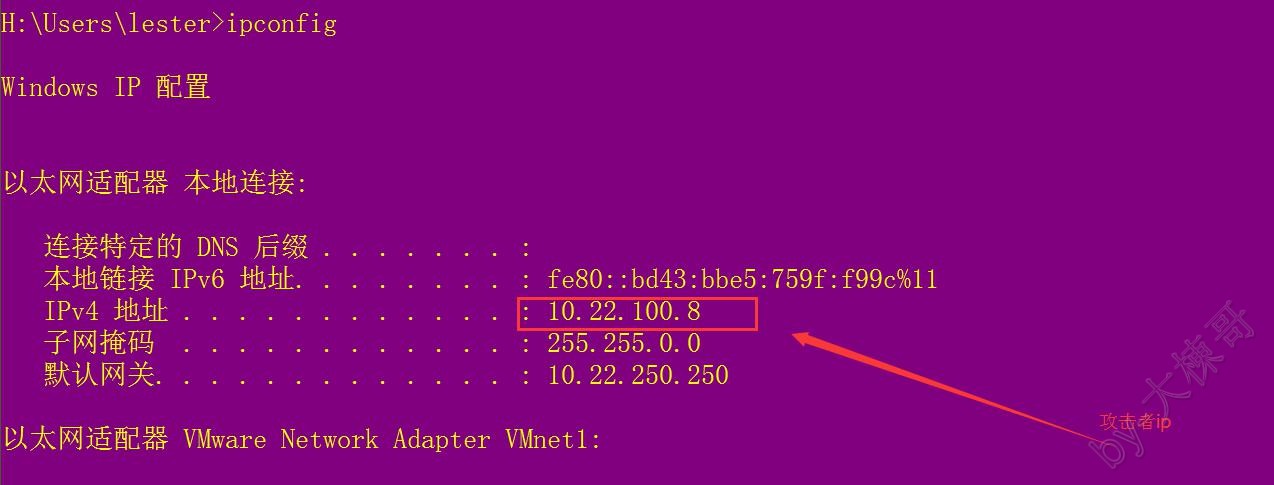 H:\Users\lester>ipconfig
Windows IP 配置
以太网适配器 本地连接:
连接特定的 DNS 后缀 . . . . . . . :
本地链接 IPv6 地址. . . . . . . . : fe80::bd43:bbe5:759f:f99c%11
IPv4 地址 . . . . . . . . . . . . : 10.22.100.8
子网掩码  . . . . . . . . . . . . : 255.255.0.0
默认网关. . . . . . . . . . . . . : 10.22.250.250
攻击者ip
以太网适配器 VMware Network Adapter VMnet1:
by 大棟哥